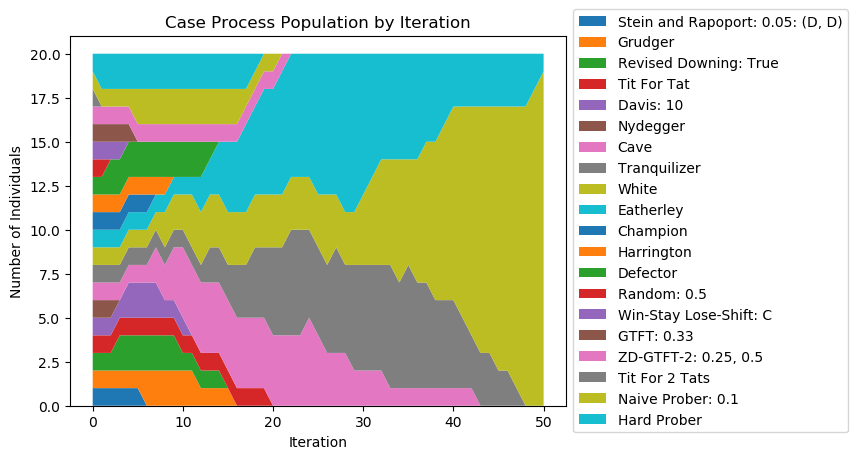 Case Process Population by Iteration
Number of Individuals
20.0
17.5
15.0
12.5
10.0
7.5
5.0
2.5
0.0
0
10
20
30
40
50
Iteration
Stein and Rapoport: 0.05: (D, D)
Grudger
Revised Downing: True
Tit For Tat
Davis: 10
Nydegger
Cave
Tranquilizer
White
Eatherley
Champion
Harrington
Defector
Random: 0.5
Win-Stay Lose-Shift: C
GTFT: 0.33
ZD-GTFT-2: 0.25, 0.5
Tit For 2 Tats
Naive Prober: 0.1
Hard Prober